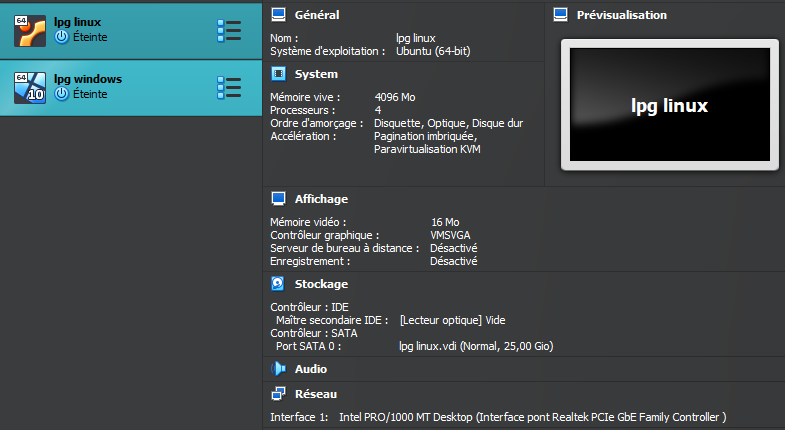 64
lpg linux
Éteinte
64
10
lpg windows
Éteinte
Général
Nom : lpg linux
Système d'exploitation : Ubuntu (64-bit)
System
Mémoire vive : 4096 Mo
Processeurs : 4
Ordre d'amorçage : Disquette, Optique, Disque dur
Accélération : Pagination imbriquée,
Paravirtualisation KVM
Prévisualisation
lpg linux
Affichage
Mémoire vidéo : 16 Mo
Contrôleur graphique : VMSVGA
Serveur de bureau à distance : Désactivé
Enregistrement : Désactivé
Stockage
Contrôleur : IDE
Maître secondaire IDE : [Lecteur optique] Vide
Contrôleur : SATA
Port SATA 0 : lpg linux.vdi (Normal, 25,00 Gio)
Audio
Réseau
Interface 1: Intel PRO/1000 MT Desktop (Interface pont Realtek PCIe GbE Family Controller )